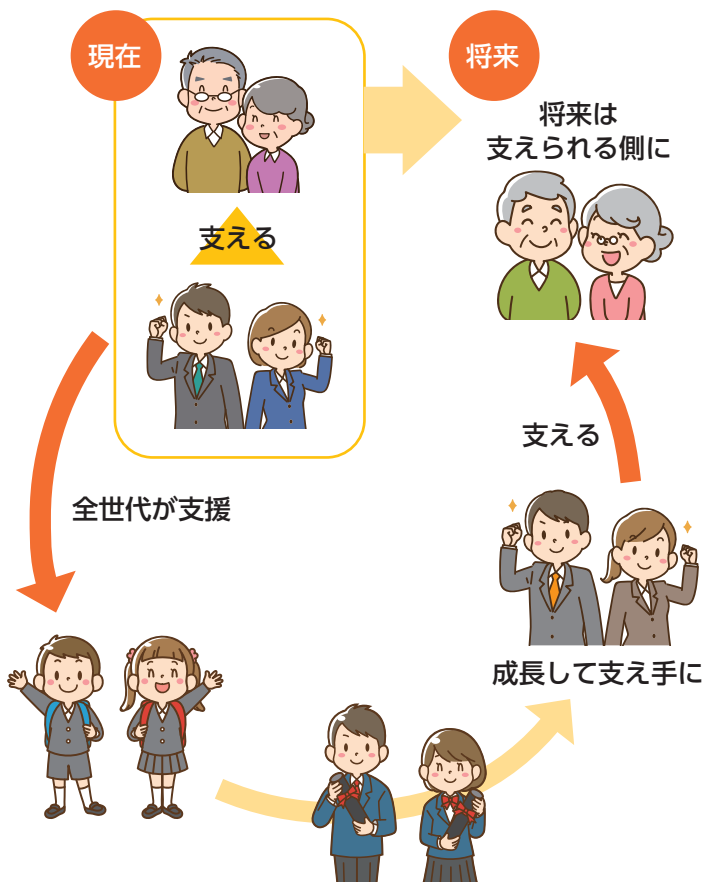 現在
支える
全世代が支援
将来
将来は
支えられる側に
支える
成長して支え手に